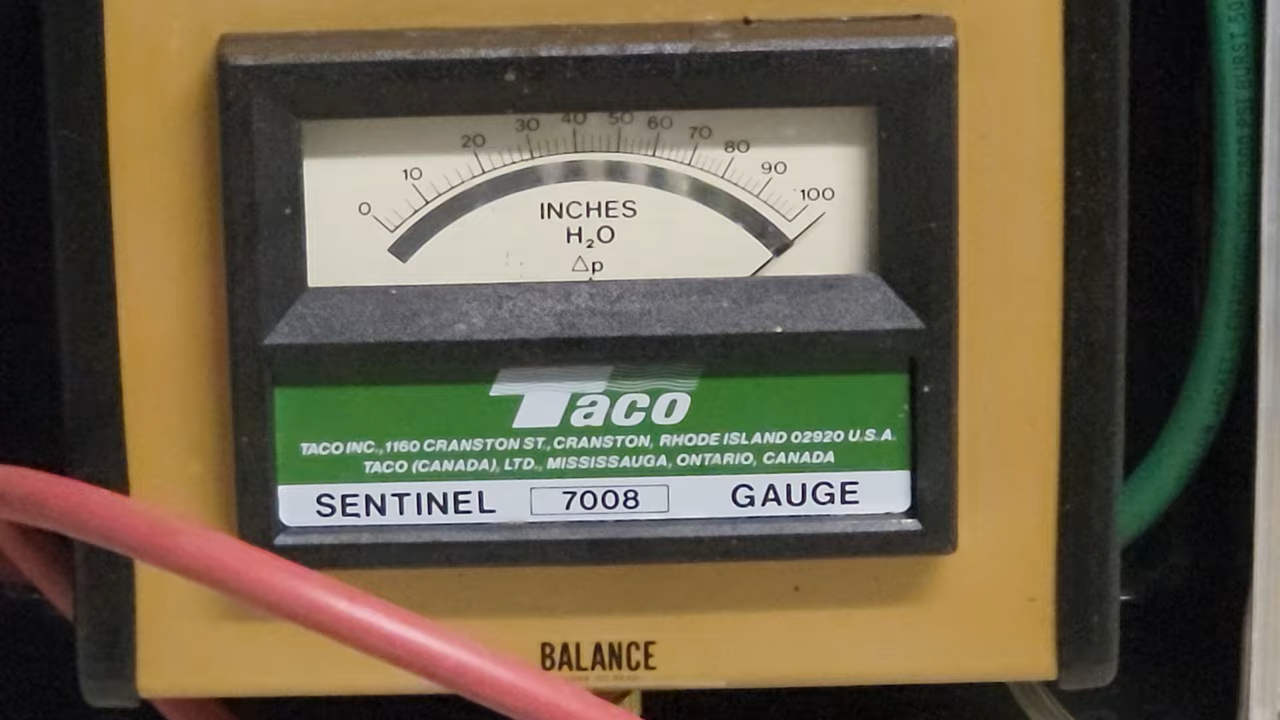 0 10 20 30 40 50 60 70 80 90 100
INCHES
H₂O
Δp
Taco
TACO INC., 1160 CRANSTON ST., CRANSTON, RHODE ISLAND 02920 U.S.A.
TACO (CANADA), LTD., MISSISSAUGA, ONTARIO, CANADA
SENTINEL 7008 GAUGE
BALANCE